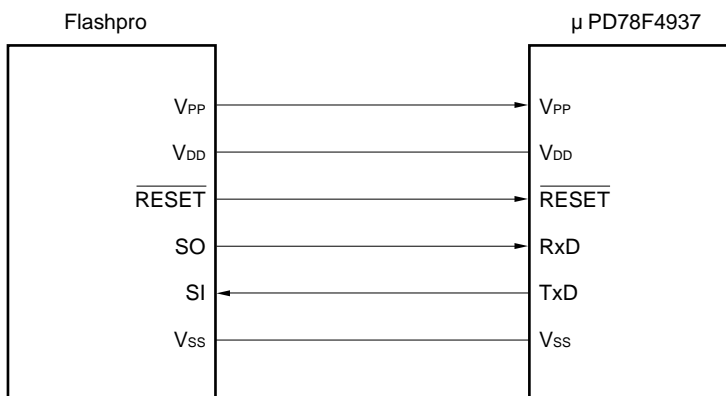 Flashpro μ PD78F4937
VPP VPP
VDD VDD
RESET RESET
SO RxD
SI TxD
VSS VSS